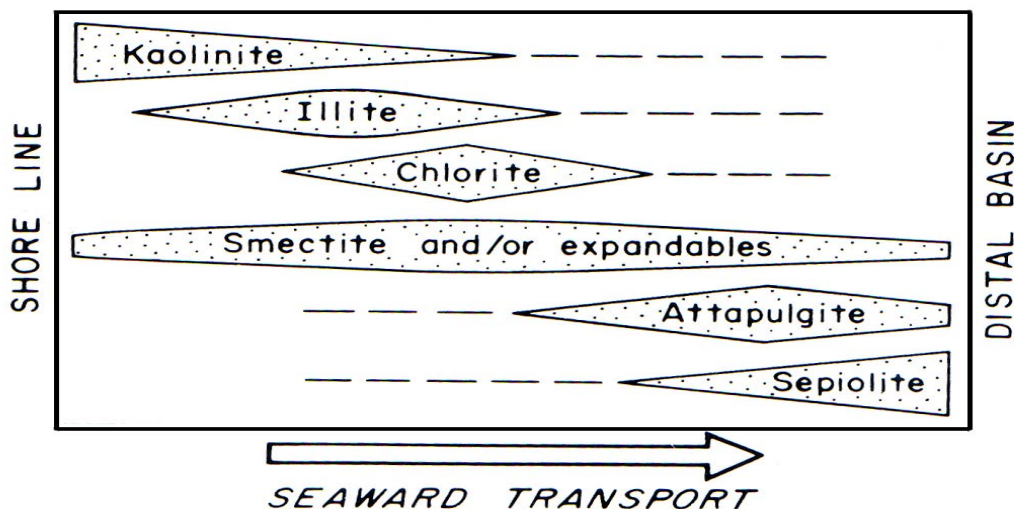 Kaolinite
Illite
Chlorite
Smectite and/or expandables
Attapulgite
Sepiolite
SHORE LINE
DISTAL BASIN
SEAWARD TRANSPORT